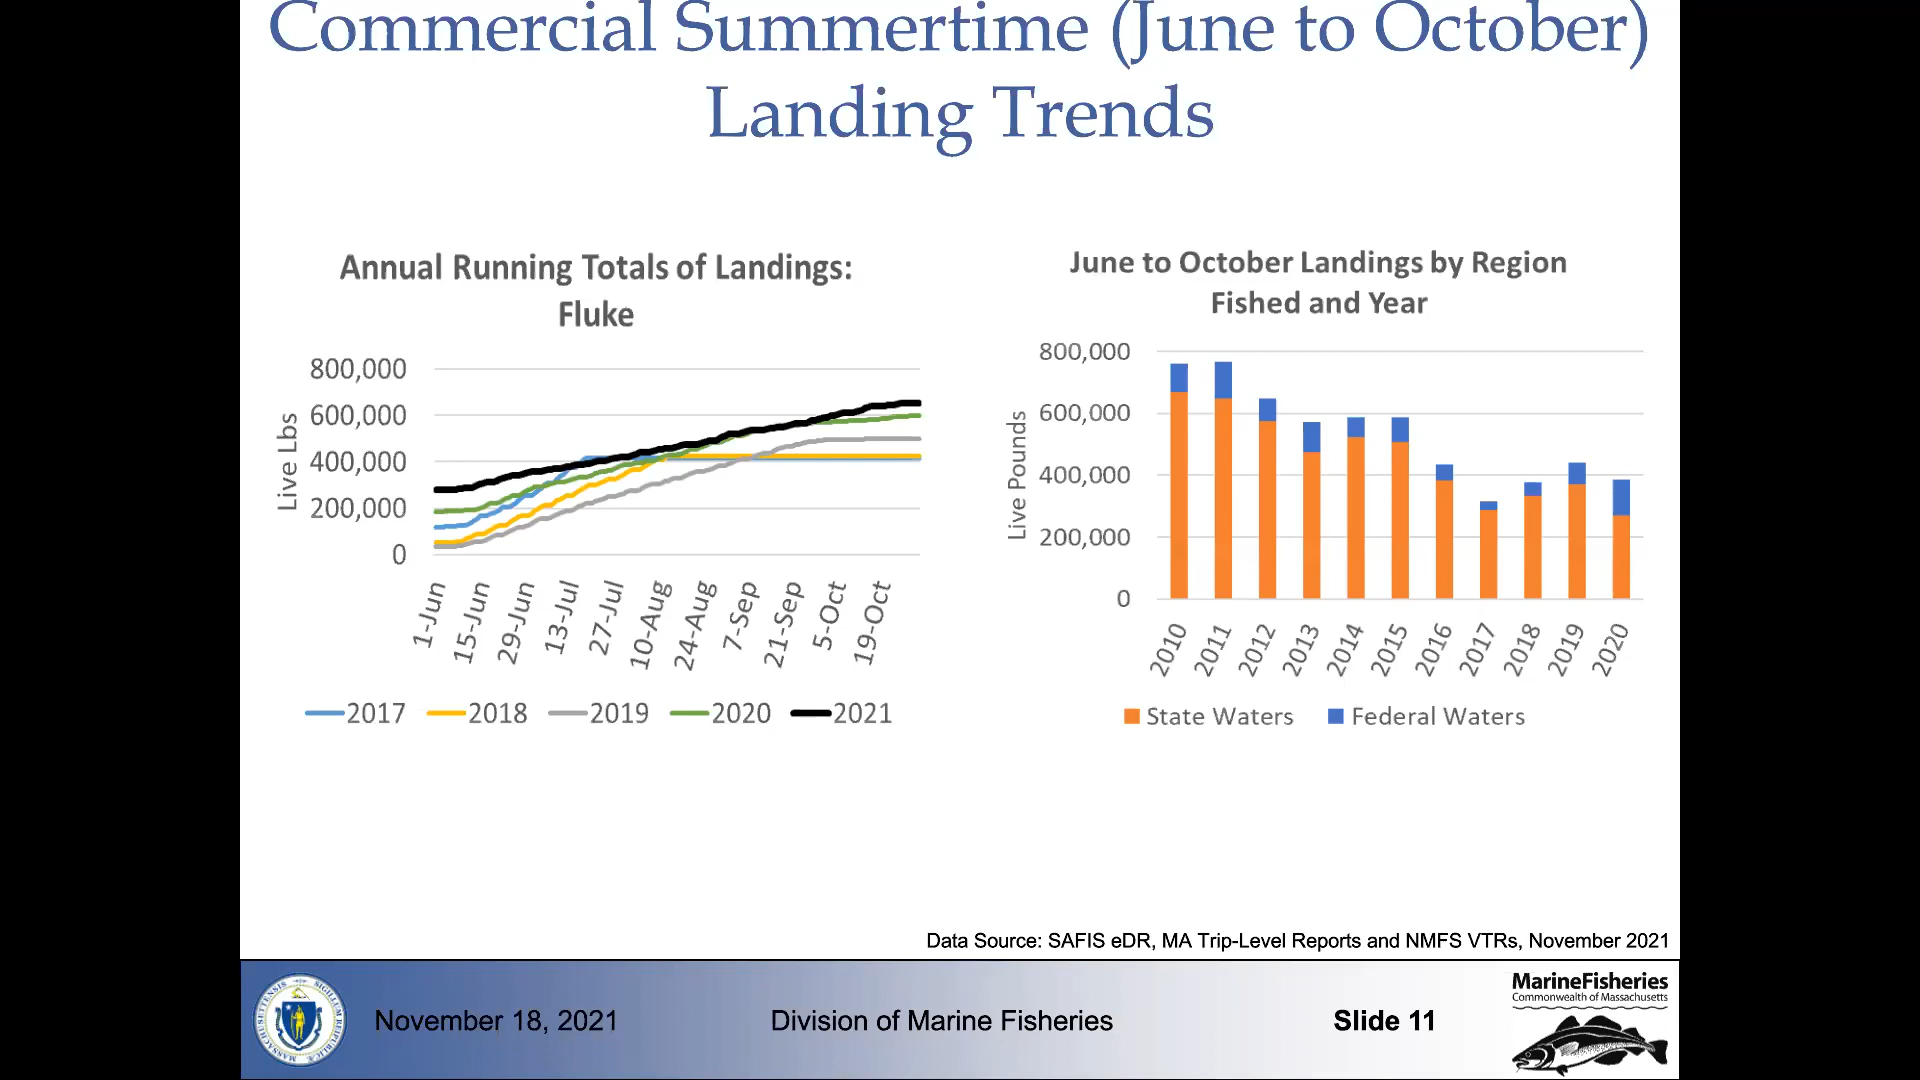 Commercial Summertime (June to October)
Landing Trends
Annual Running Totals of Landings:
Fluke
Live Lbs
800,000
600,000
400,000
200,000
0
1-Jun
15-Jun
29-Jun
13-Jul
27-Jul
10-Aug
24-Aug
7-Sep
21-Sep
5-Oct
19-Oct
2017
2018
2019
2020
2021
June to October Landings by Region
Fished and Year
Live Pounds
800,000
600,000
400,000
200,000
0
2010
2011
2012
2013
2014
2015
2016
2017
2018
2019
2020
State Waters
Federal Waters
Data Source: SAFIS eDR, MA Trip-Level Reports and NMFS VTRs, November 2021
November 18, 2021
Division of Marine Fisheries
Slide 11
MarineFisheries
Commonwealth of Massachusetts